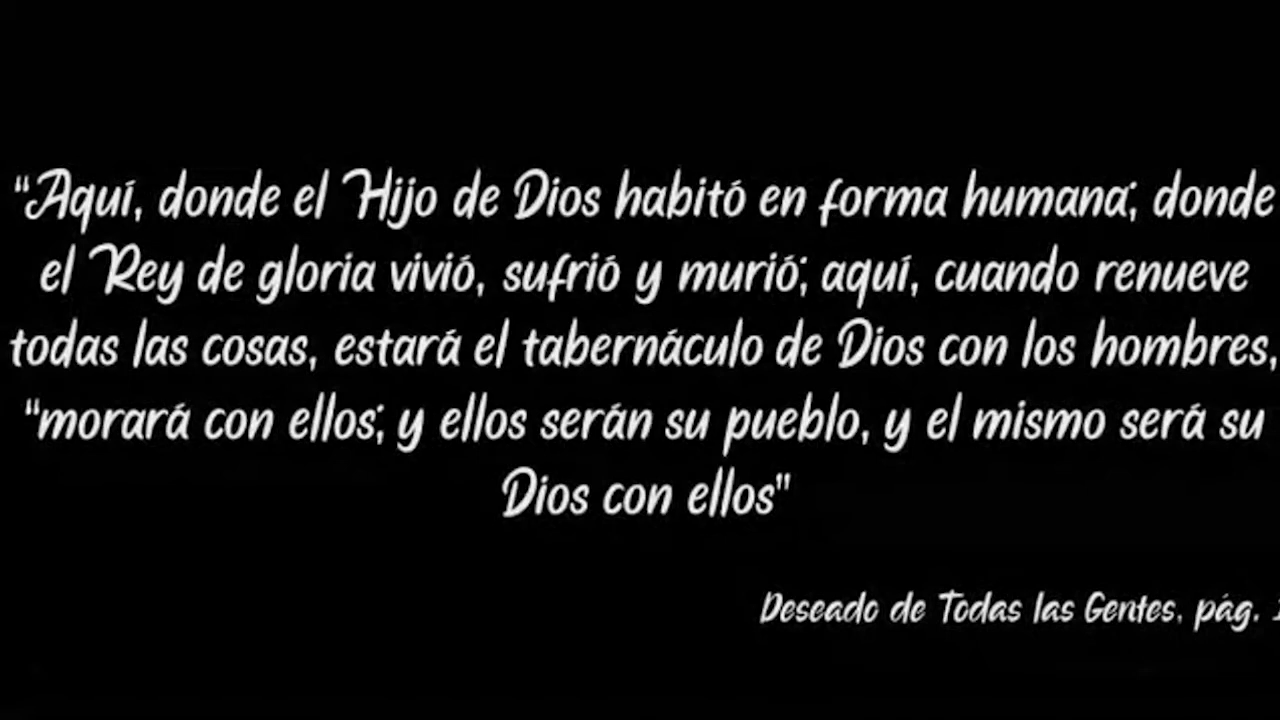 "Aquí, donde el Hijo de Dios habitó en forma humana; donde
el Rey de gloria vivió, sufrió y murió; aquí, cuando renueve
todas las cosas, estará el tabernáculo de Dios con los hombres,
"morará con ellos; y ellos serán su pueblo, y el mismo será su
Dios con ellos"
Deseado de Todas las Gentes, pág.